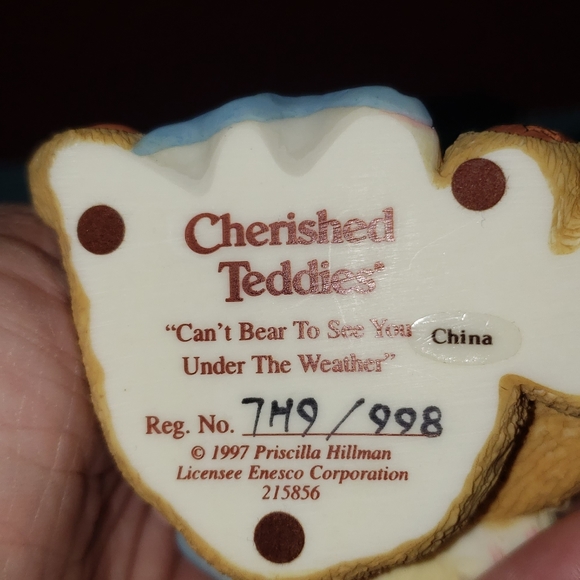 Cherished
Teddies®
“Can't Bear To See You
China
Under The Weather”
Reg. No. 7H9/998
© 1997 Priscilla Hillman
Licensee Enesco Corporation
215856